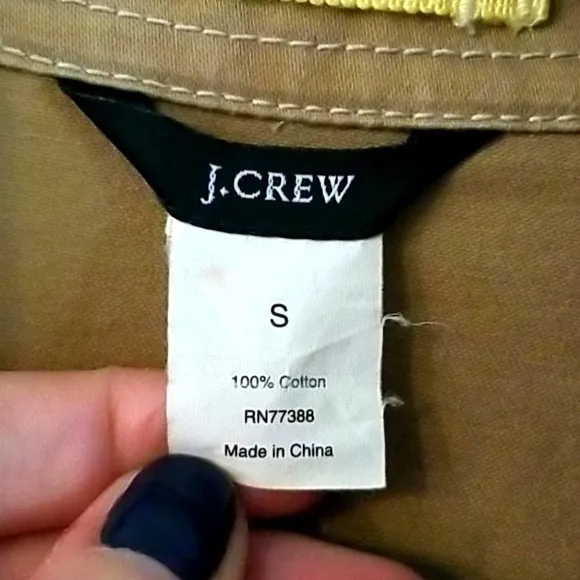 J.CREW
S
100% Cotton
RN77388
Made in China